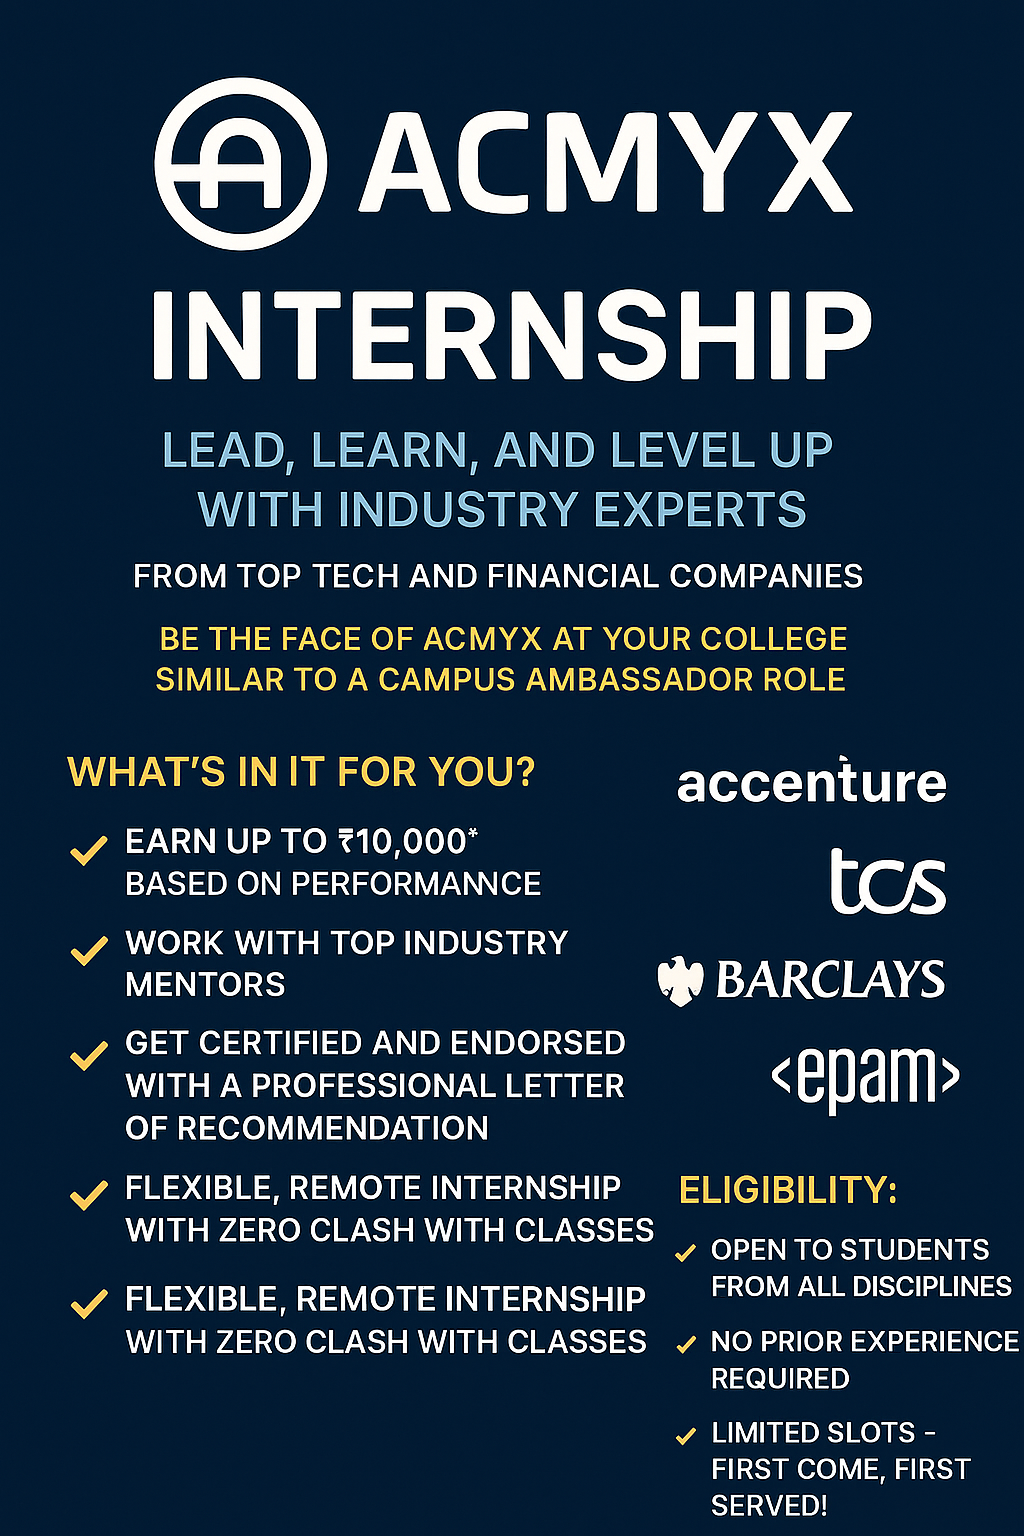 ACMYX
INTERNSHIP
LEAD, LEARN, AND LEVEL UP
WITH INDUSTRY EXPERTS
FROM TOP TECH AND FINANCIAL COMPANIES
BE THE FACE OF ACMYX AT YOUR COLLEGE
SIMILAR TO A CAMPUS AMBASSADOR ROLE
WHAT'S IN IT FOR YOU?
EARN UP TO ₹10,000*
BASED ON PERFORMANNCE
WORK WITH TOP INDUSTRY
MENTORS
GET CERTIFIED AND ENDORSED
WITH A PROFESSIONAL LETTER
OF RECOMMENDATION
FLEXIBLE, REMOTE INTERNSHIP
WITH ZERO CLASH WITH CLASSES
FLEXIBLE, REMOTE INTERNSHIP
WITH ZERO CLASH WITH CLASSES
accenture
tcs
BARCLAYS
<epam>
ELIGIBILITY:
OPEN TO STUDENTS
FROM ALL DISCIPLINES
NO PRIOR EXPERIENCE
REQUIRED
LIMITED SLOTS –
FIRST COME, FIRST
SERVED!